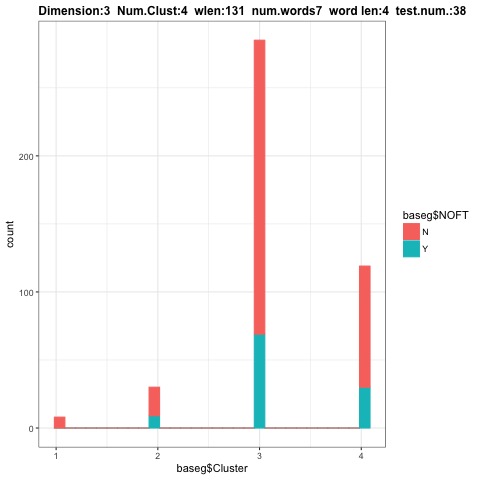 Dimension:3  Num.Clust:4  wlen:131  num.words7  word len:4  test.num.:38
200
100
0
count
1 2 3 4
baseg$Cluster
baseg$NOFT
N
Y